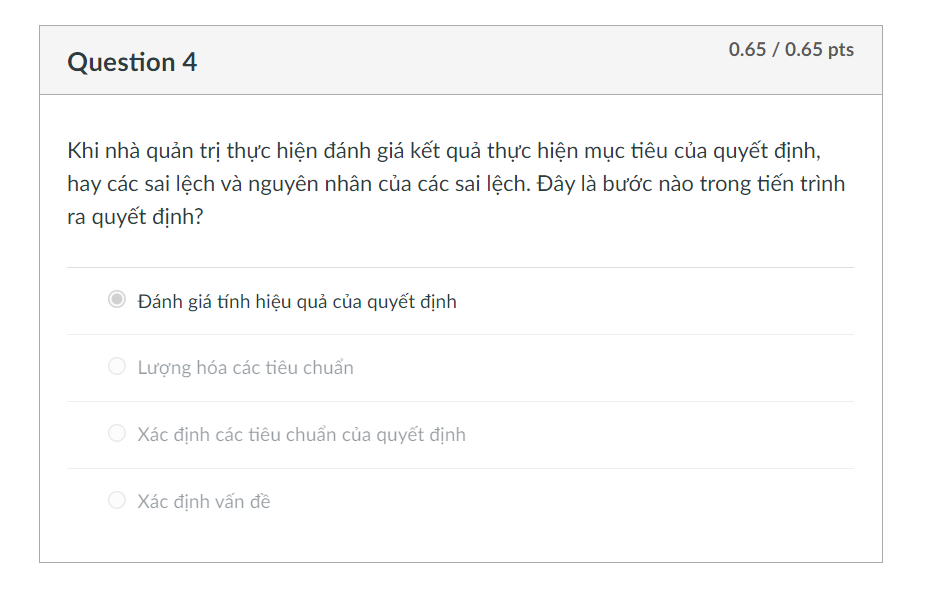 Question 4
0.65 / 0.65 pts
Khi nhà quản trị thực hiện đánh giá kết quả thực hiện mục tiêu của quyết định,
hay các sai lệch và nguyên nhân của các sai lệch. Đây là bước nào trong tiến trình
ra quyết định?
Đánh giá tính hiệu quả của quyết định
Lượng hóa các tiêu chuẩn
Xác định các tiêu chuẩn của quyết định
Xác định vấn đề